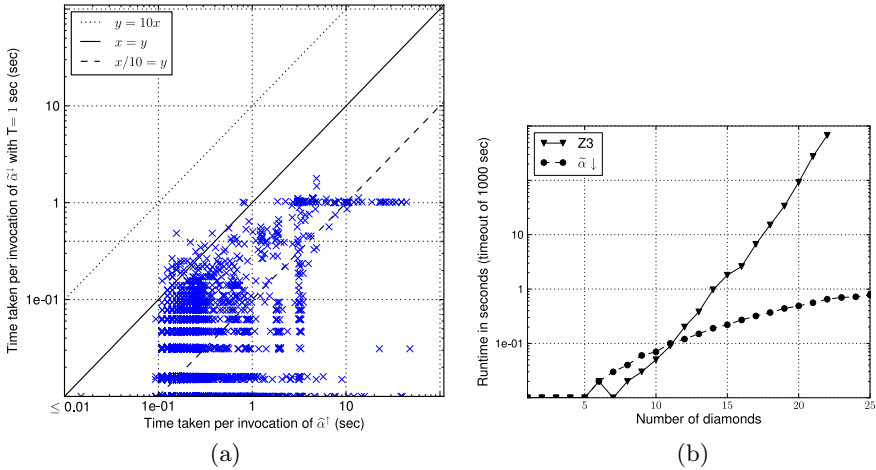 y = 10x
x = y
x/10 = y
Time taken per invocation of α̃↓ with T= 1 sec (sec)
10
1
1e-01
≤ 0.01
1e-01
1
10
Time taken per invocation of α̂↑ (sec)
(a)
Z3
α̃ ↓
Runtime in seconds (timeout of 1000 sec)
10
1
1e-01
5
10
15
20
25
Number of diamonds
(b)